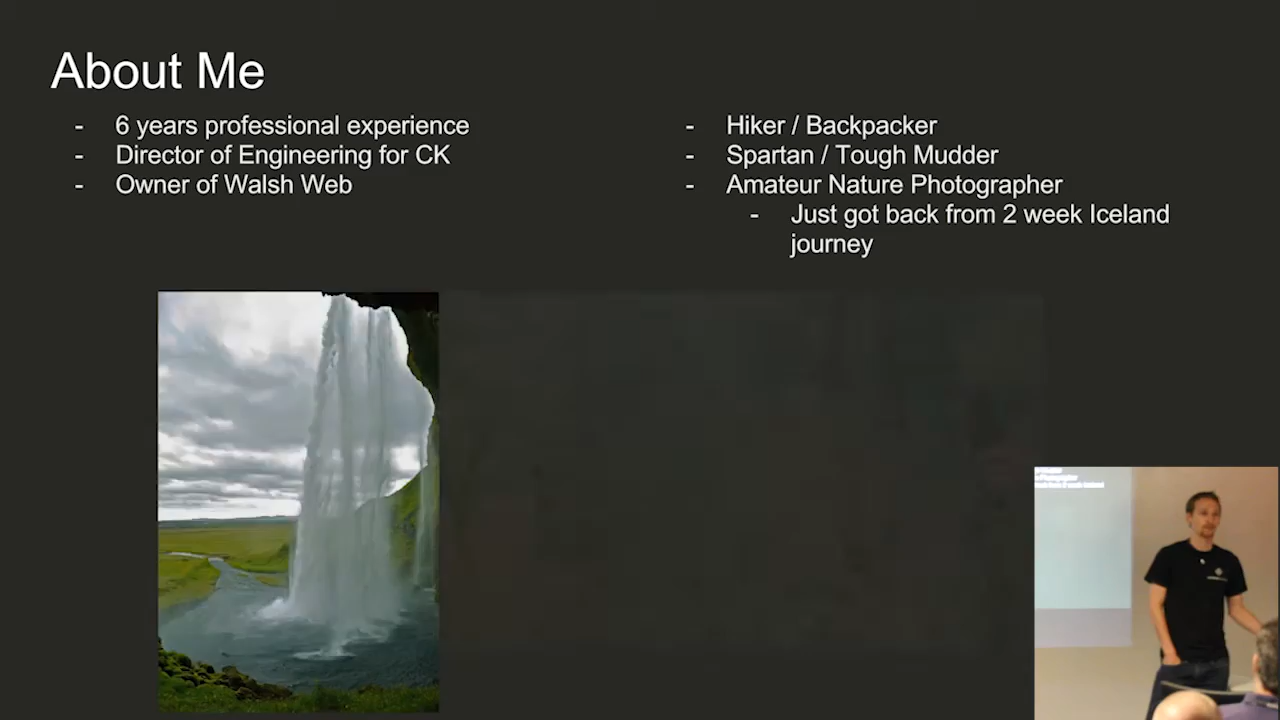 About Me
- 6 years professional experience
- Director of Engineering for CK
- Owner of Walsh Web
- Hiker / Backpacker
- Spartan / Tough Mudder
- Amateur Nature Photographer
- Just got back from 2 week Iceland
journey